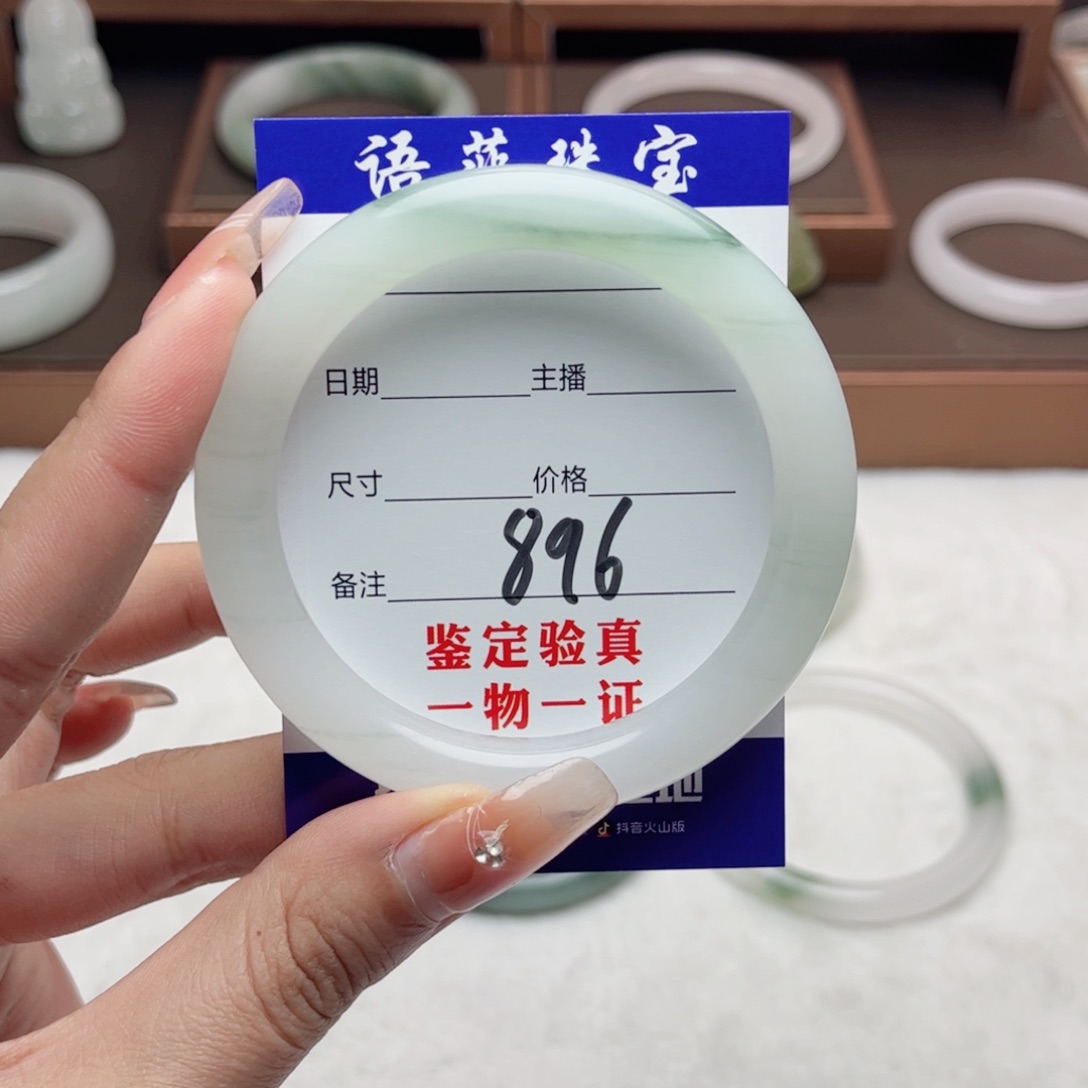 语莎珠宝
日期 主播
尺寸 价格
备注 896
鉴定验真
一物一证
抖音火山版